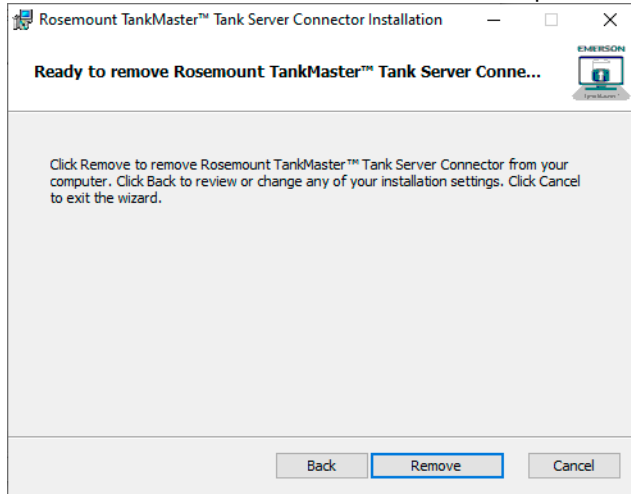 Rosemount TankMaster™ Tank Server Connector Installation
EMERSON
Ready to remove Rosemount TankMaster™ Tank Server Conne...
Click Remove to remove Rosemount TankMaster™ Tank Server Connector from your
computer. Click Back to review or change any of your installation settings. Click Cancel
to exit the wizard.
Back Remove Cancel